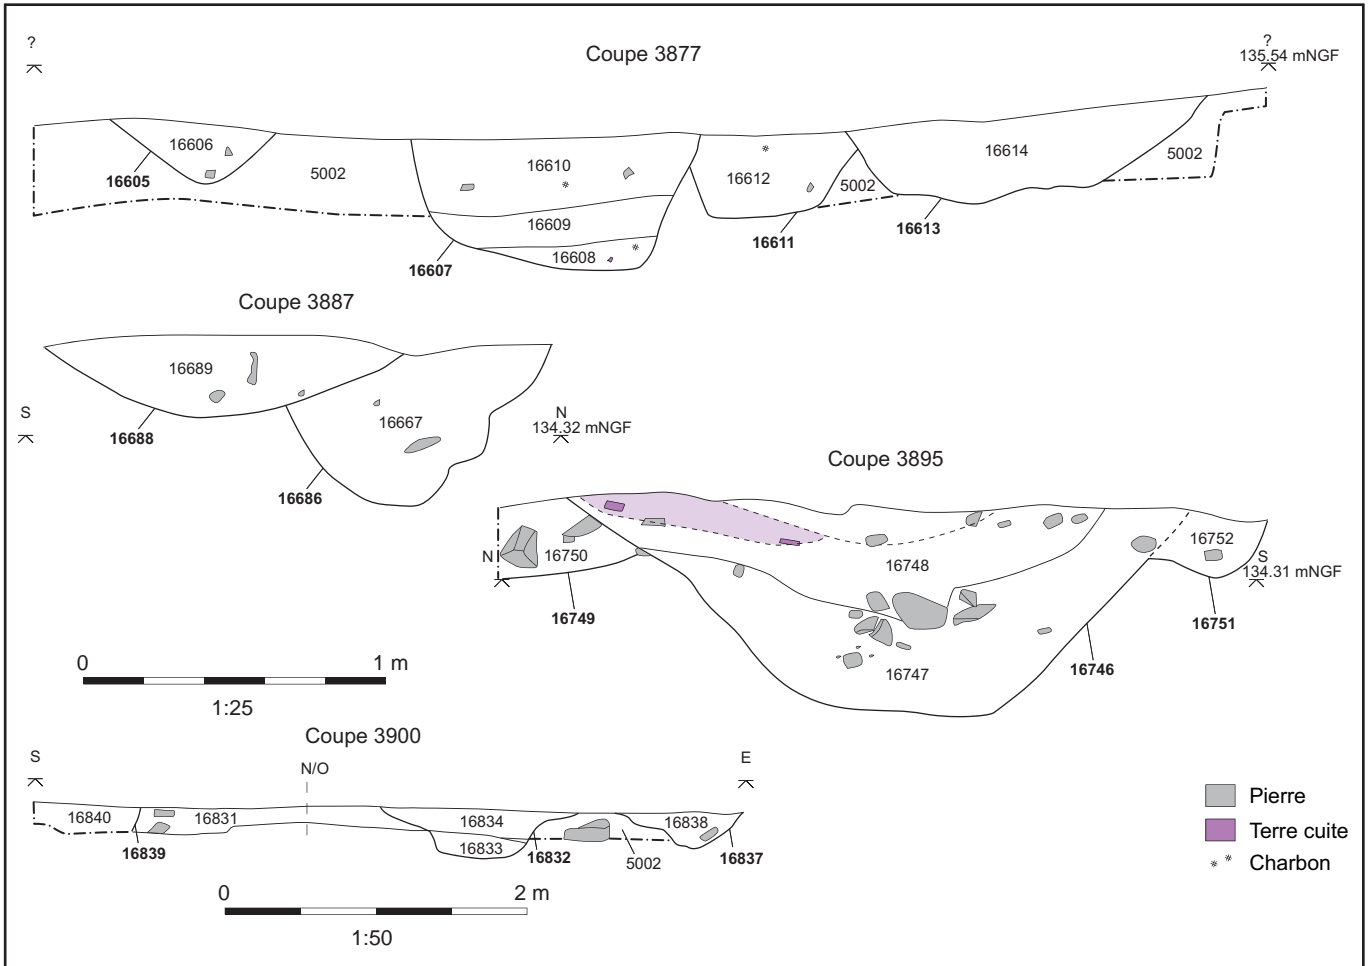 Coupe 3877
?
?
135.54 mNGF
16606
16605
5002
16610
16609
16608
16607
16612
16611
5002
16614
16613
5002
Coupe 3887
16689
16688
16667
16686
S
N
134.32 mNGF
Coupe 3895
N
16750
16749
16748
16747
16746
16752
16751
S
134.31 mNGF
0 1 m
1:25
Coupe 3900
S
N/O
E
16840
16839
16831
16834
16833
16832
5002
16838
16837
0 2 m
1:50
Pierre
Terre cuite
Charbon